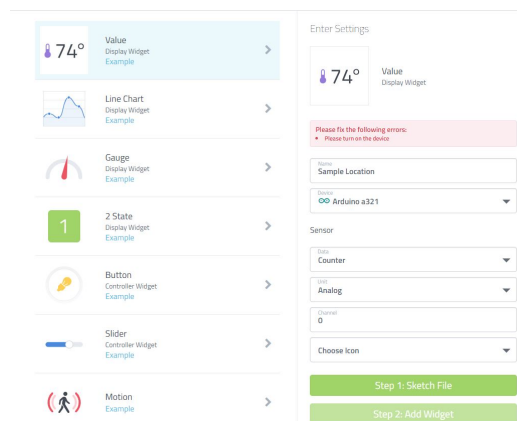 74°
Value
Display Widget
Example
Line Chart
Display Widget
Example
Gauge
Display Widget
Example
1
2 State
Display Widget
Example
Button
Controller Widget
Example
Slider
Controller Widget
Example
Motion
Example
Enter Settings
74°
Value
Display Widget
Please fix the following errors:
• Please turn on the device
Name
Sample Location
Device
Arduino a321
Sensor
Data
Counter
Unit
Analog
Channel
0
Choose Icon
Step 1: Sketch File
Step 2: Add Widget